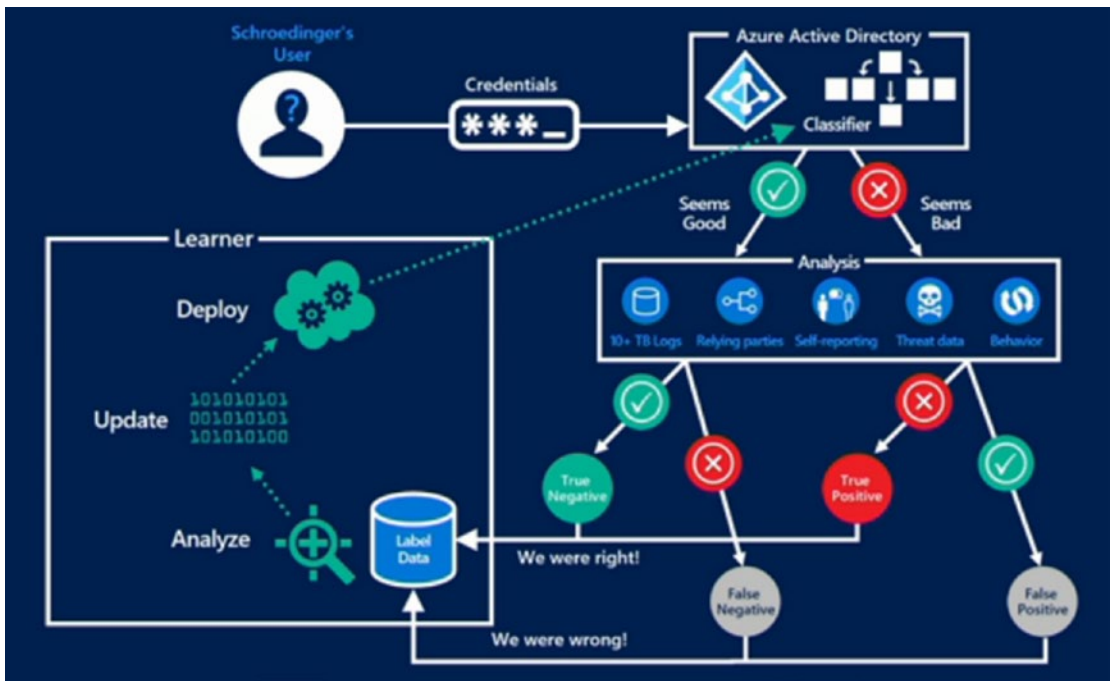 Schroedinger's
User
?
Credentials
***_
Azure Active Directory
Classifier
Seems
Good
Seems
Bad
Learner
Deploy
Update
101010101
001010101
101010100
Analyze
Label
Data
Analysis
10+ TB Logs
Relying parties
Self-reporting
Threat data
Behavior
True
Negative
True
Positive
We were right!
False
Negative
False
Positive
We were wrong!